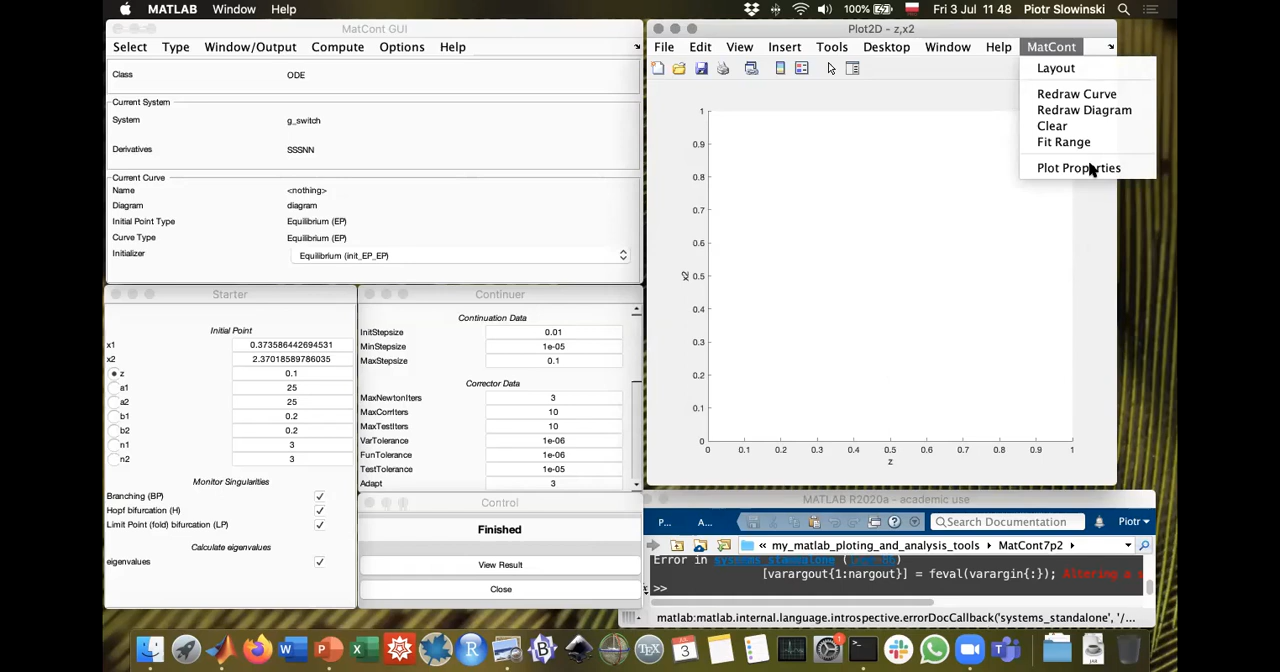 MATLAB Window Help 100% Fri 3 Jul 11 48 Piotr Slowinski
MatCont GUI
Select Type Window/Output Compute Options Help
Class ODE
Current System
System g_switch
Derivatives SSSNN
Current Curve
Name <nothing>
Diagram diagram
Initial Point Type Equilibrium (EP)
Curve Type Equilibrium (EP)
Initializer Equilibrium (init_EP_EP)
Starter
Initial Point
x1 0.373586442694531
x2 2.37018589786035
z 0.1
a1 25
a2 25
b1 0.2
b2 0.2
n1 3
n2 3
Monitor Singularities
Branching (BP)
Hopf bifurcation (H)
Limit Point (fold) bifurcation (LP)
Calculate eigenvalues
eigenvalues
Continuer
Continuation Data
InitStepsize 0.01
MinStepsize 1e-05
MaxStepsize 0.1
Corrector Data
MaxNewtonIters 3
MaxCorrIters 10
MaxTestIters 10
VarTolerance 1e-06
FunTolerance 1e-06
TestTolerance 1e-05
Adapt 3
Control
Finished
View Result
Close
Plot2D - z,x2
File Edit View Insert Tools Desktop Window Help MatCont
Layout
Redraw Curve
Redraw Diagram
Clear
Fit Range
Plot Properties
1
0.9
0.8
0.7
0.6
0.5
0.4
0.3
0.2
0.1
0
x2
0 0.1 0.2 0.3 0.4 0.5 0.6 0.7 0.8 0.9 1
z
MATLAB R2020a - academic use
P... A... Search Documentation Piotr
« my_matlab_ploting_and_analysis_tools MatCont7p2
Error in systems_standalone
[varargout{1:nargout}] = feval(varargin{:}); Altering a
>>
matlab:matlab.internal.language.introspective.errorDocCallback('systems_standalone', '/...